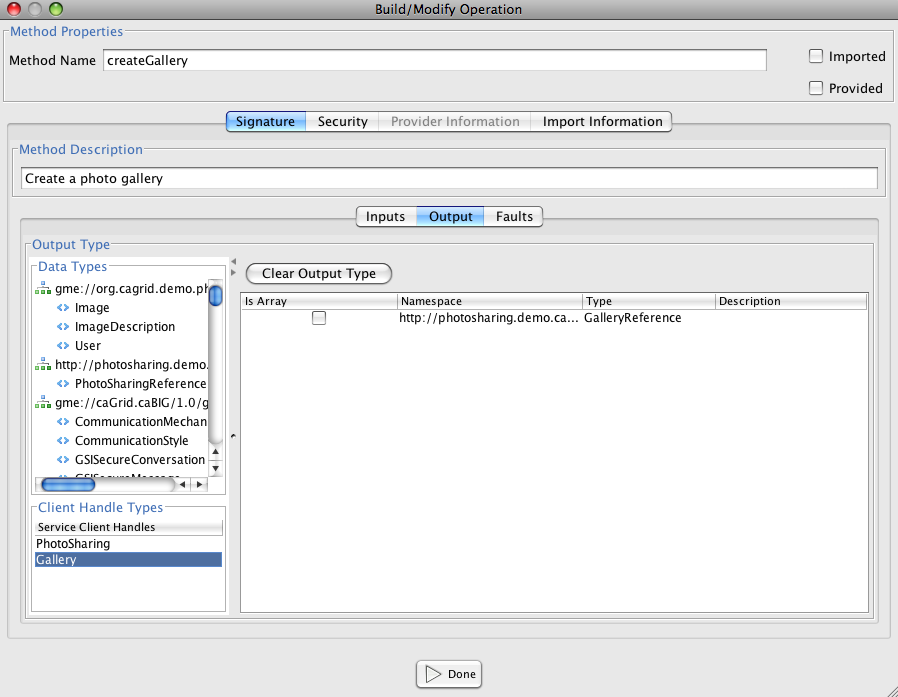 Build/Modify Operation
Method Properties
Method Name createGallery
Imported
Provided
Signature Security Provider Information Import Information
Method Description
Create a photo gallery
Inputs Output Faults
Output Type
Data Types
gme://org.cagrid.demo.ph
Image
ImageDescription
User
http://photosharing.demo.
PhotoSharingReference
gme://caGrid.caBIG/1.0/g
CommunicationMechan
CommunicationStyle
GSISecureConversation
GSISecureMessage
Client Handle Types
Service Client Handles
PhotoSharing
Gallery
Clear Output Type
Is Array Namespace Type Description
http://photosharing.demo.ca... GalleryReference
Done